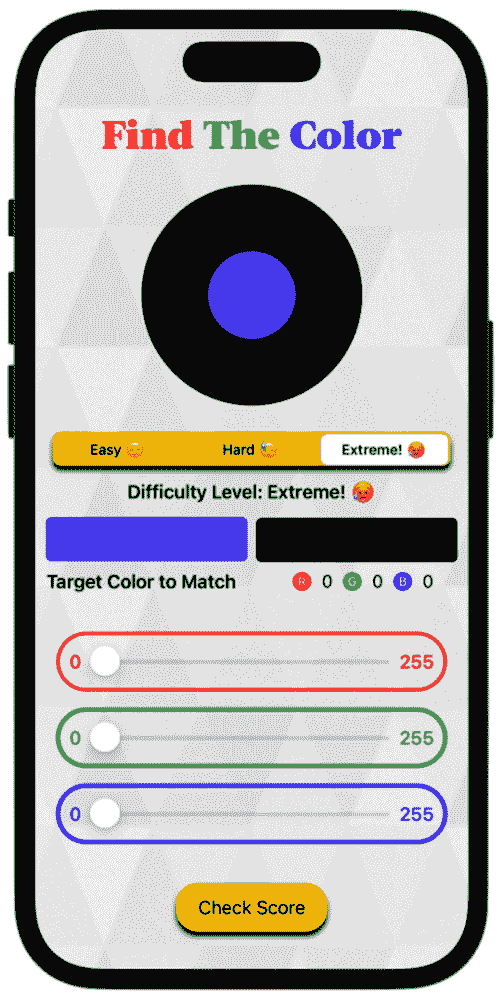 Find The Color
Easy 😳 Hard 🤯 Extreme! 🥵
Difficulty Level: Extreme! 🥵
Target Color to Match R 0 G 0 B 0
0 255
0 255
0 255
Check Score